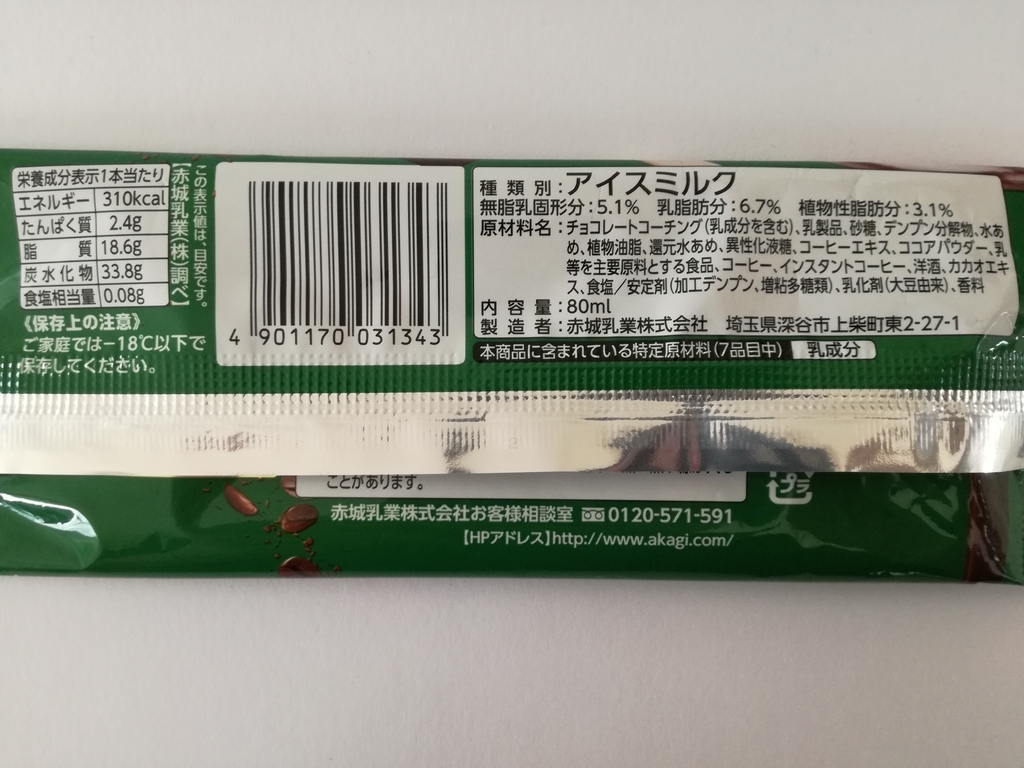 栄養成分表示1本当たり
エネルギー 310kcal
たんぱく質 2.4g
脂質 18.6g
炭水化物 33.8g
食塩相当量 0.08g
この表示値は、目安です。
【赤城乳業(株)調べ】
《保存上の注意》
ご家庭では−18℃以下で
保存してください。
4 901170 031343
種類別:アイスミルク
無脂乳固形分:5.1% 乳脂肪分:6.7% 植物性脂肪分:3.1%
原材料名:チョコレートコーチング(乳成分を含む)、乳製品、砂糖、デンプン分解物、水あ
め、植物油脂、還元水あめ、異性化液糖、コーヒーエキス、ココアパウダー、乳
等を主要原料とする食品、コーヒー、インスタントコーヒー、洋酒、カカオエキ
ス、食塩/安定剤(加工デンプン、増粘多糖類)、乳化剤(大豆由来)、香料
内容量:80ml
製造者:赤城乳業株式会社 埼玉県深谷市上柴町東2-27-1
本商品に含まれている特定原材料(7品目中) 乳成分
ことがあります。
プラ
赤城乳業株式会社お客様相談室 0120-571-591
【HPアドレス】http://www.akagi.com/